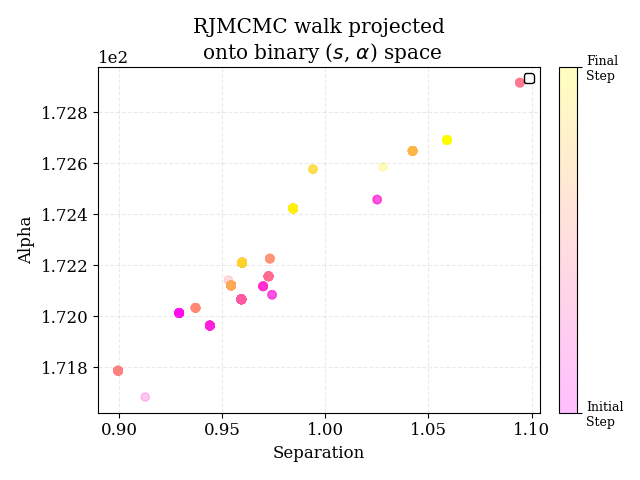 RJMCMC walk projected
onto binary (s, α) space
1e2
1.728
1.726
1.724
1.722
1.720
1.718
Alpha
0.90 0.95 1.00 1.05 1.10
Separation
Final
Step
Initial
Step